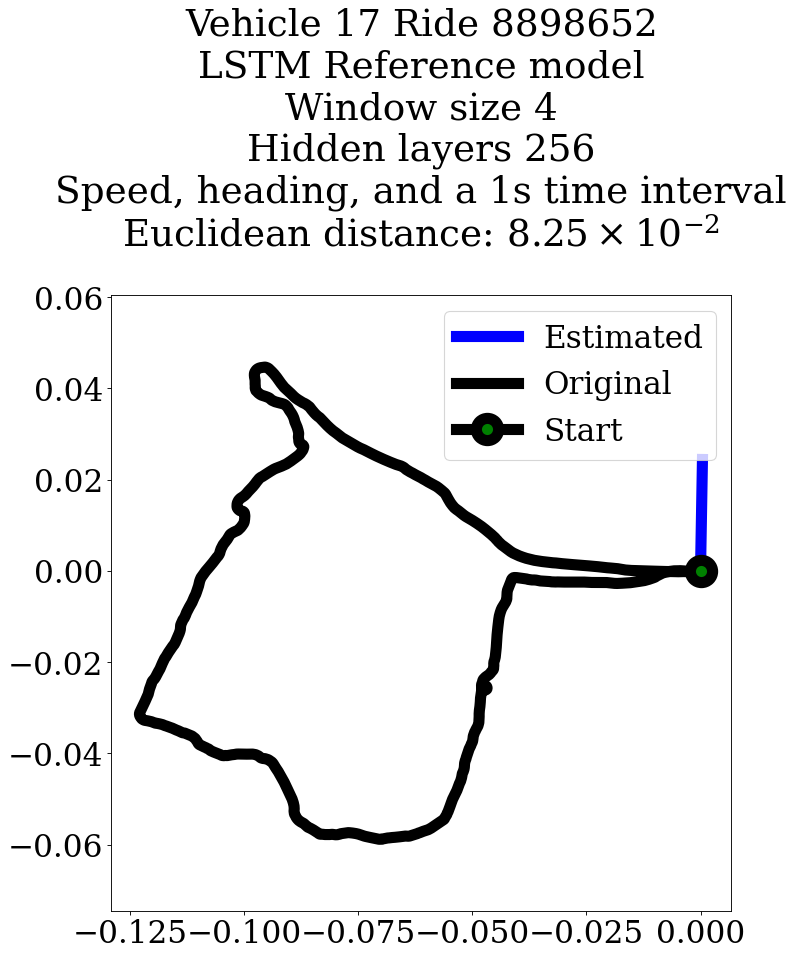 Vehicle 17 Ride 8898652
LSTM Reference model
Window size 4
Hidden layers 256
Speed, heading, and a 1s time interval
Euclidean distance: 8.25 × 10⁻²
Estimated
Original
Start
0.06
0.04
0.02
0.00
−0.02
−0.04
−0.06
−0.125 −0.100 −0.075 −0.050 −0.025 0.000